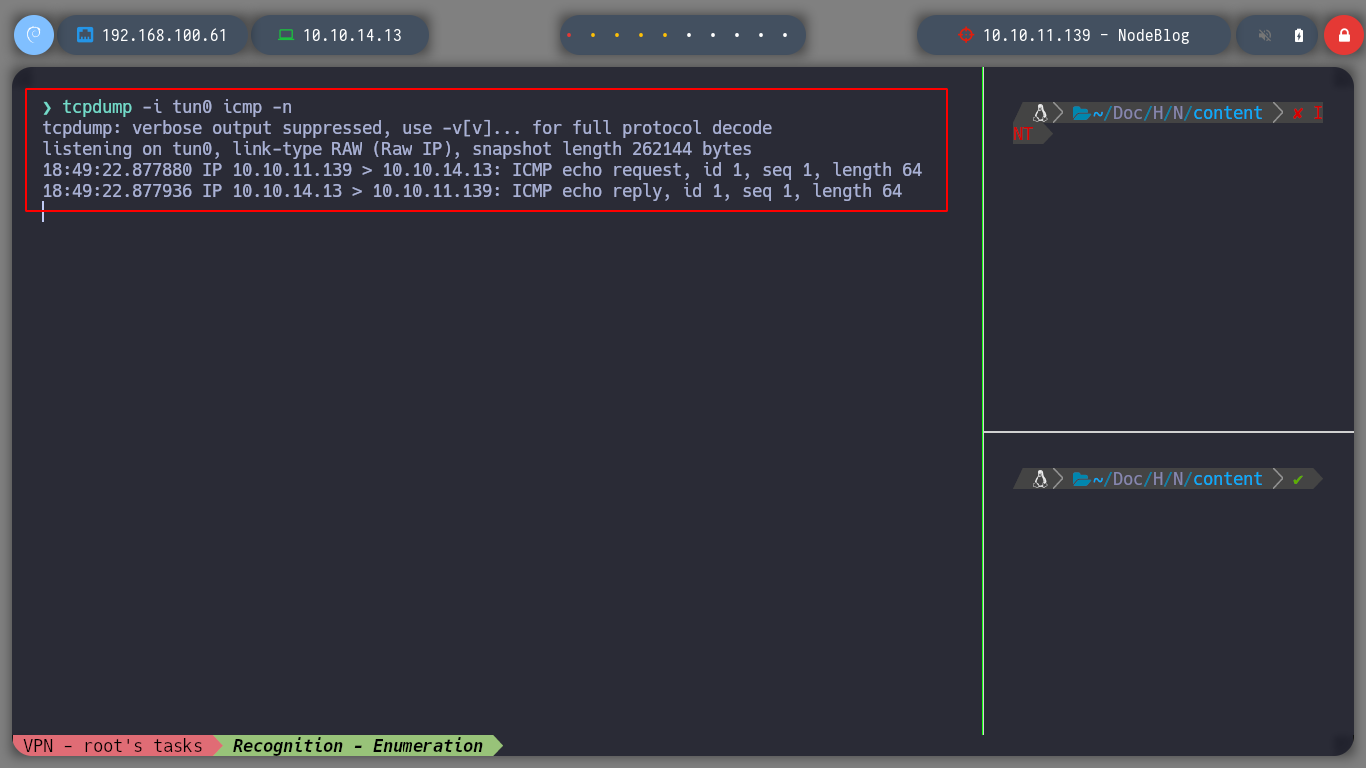 192.168.100.61
10.10.14.13
10.10.11.139 - NodeBlog
❯ tcpdump -i tun0 icmp -n
tcpdump: verbose output suppressed, use -v[v]... for full protocol decode
listening on tun0, link-type RAW (Raw IP), snapshot length 262144 bytes
18:49:22.877880 IP 10.10.11.139 > 10.10.14.13: ICMP echo request, id 1, seq 1, length 64
18:49:22.877936 IP 10.10.14.13 > 10.10.11.139: ICMP echo reply, id 1, seq 1, length 64
~/Doc/H/N/content ✘ I
NT
~/Doc/H/N/content ✔
VPN - root's tasks
Recognition - Enumeration